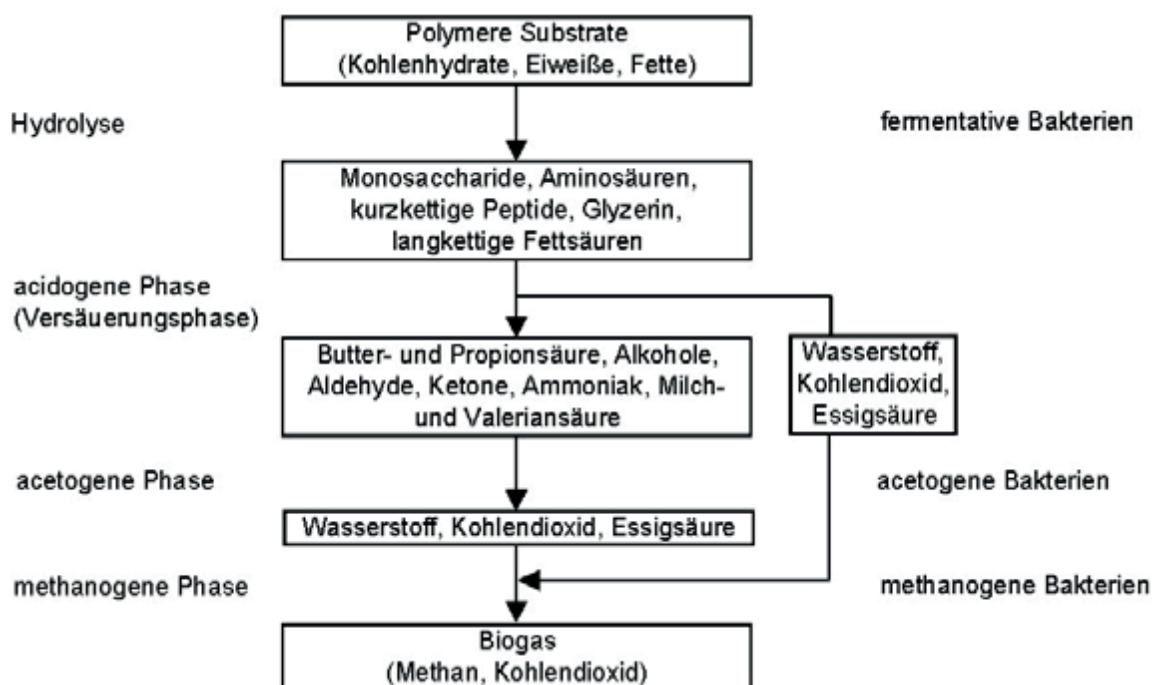 Polymere Substrate
(Kohlenhydrate, Eiweiße, Fette)
Hydrolyse
fermentative Bakterien
Monosaccharide, Aminosäuren,
kurzkettige Peptide, Glyzerin,
langkettige Fettsäuren
acidogene Phase
(Versäuerungsphase)
Butter- und Propionsäure, Alkohole,
Aldehyde, Ketone, Ammoniak, Milch-
und Valeriansäure
Wasserstoff,
Kohlendioxid,
Essigsäure
acetogene Phase
acetogene Bakterien
Wasserstoff, Kohlendioxid, Essigsäure
methanogene Phase
methanogene Bakterien
Biogas
(Methan, Kohlendioxid)